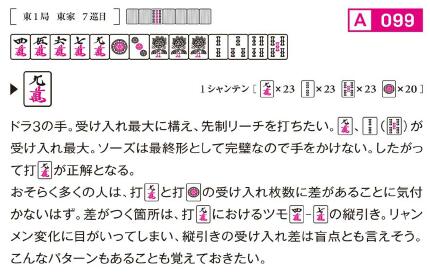 東1局 東家 7巡目
A 099
1シャンテン[ ×23 ×23 ×23 ×20]
ドラ3の手。受け入れ最大に構え、先制リーチを打ちたい。 、 ( )が
受け入れ最大。ソーズは最終形として完璧なので手をかけない。したがっ
て打 が正解となる。
おそらく多くの人は、打 と打 の受け入れ枚数に差があることに気付
かないはず。差がつく箇所は、打 におけるツモ - の縦引き。リャン
メン変化に目がいってしまい、縦引きの受け入れ差は盲点とも言えそう。
こんなパターンもあることも覚えておきたい。